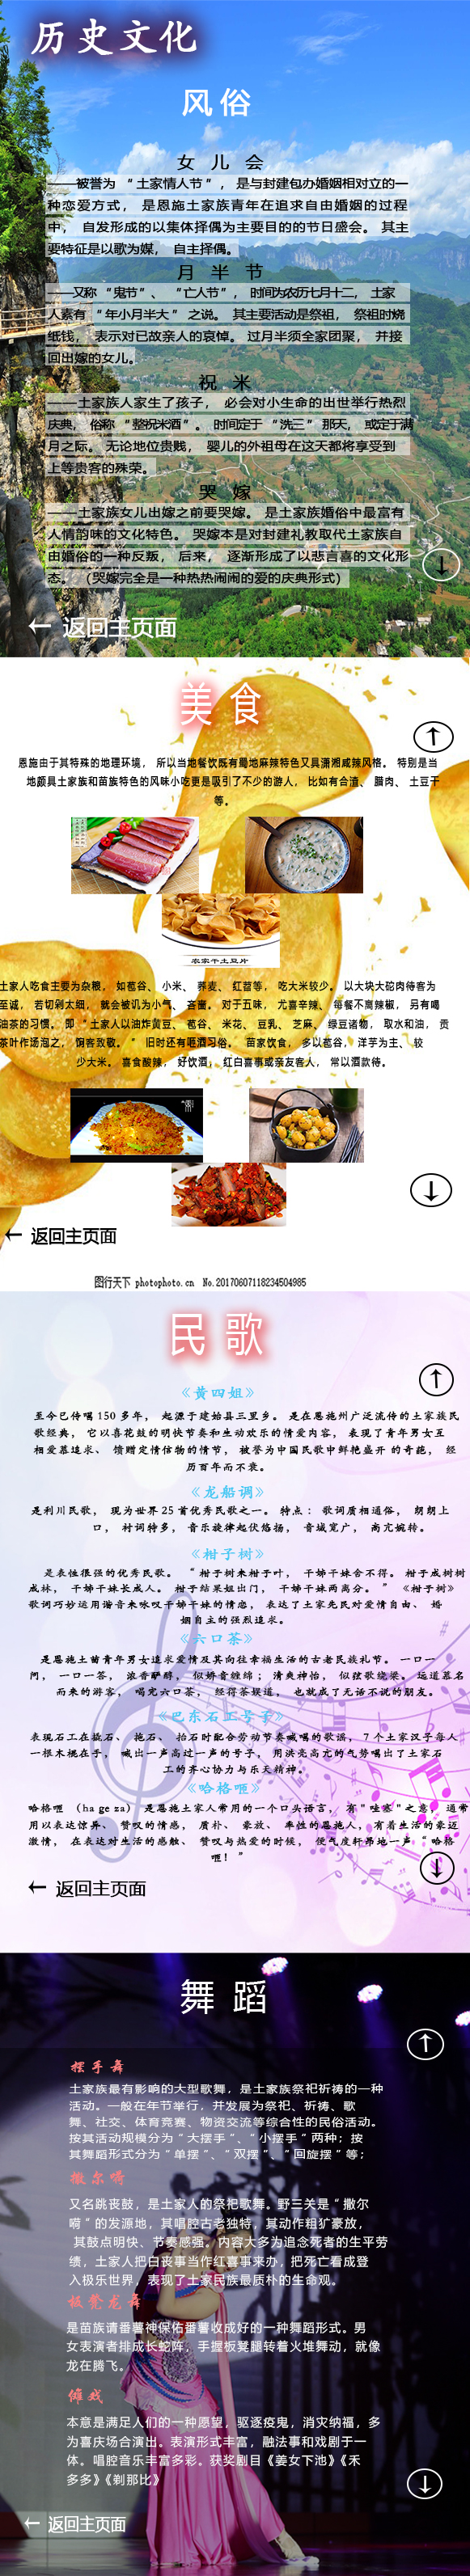 历史文化
风俗
女儿会
——被誉为“土家情人节”，是与封建包办婚姻相对立的一
种恋爱方式，是恩施土家族青年在追求自由婚姻的过程
中，自发形成的以集体择偶为主要目的的节日盛会。其主
要特征是以歌为媒，自主择偶。
月半节
——又称“鬼节”、“亡人节”，时间为农历七月十二，土家
人素有“年小月半大”之说。其主要活动是祭祖，祭祖时烧
纸钱，表示对已故亲人的哀悼。过月半须全家团聚，并接
回出嫁的女儿。
祝米
——土家族人家生了孩子，必会对小生命的出世举行热烈
庆典，俗称“整祝米酒”。时间定于“洗三”那天，或定于满
月之际。无论地位贵贱，婴儿的外祖母在这天都将享受到
上等贵客的殊荣。
哭嫁
——土家族女儿出嫁之前要哭嫁。是土家族婚俗中最富有
人情韵味的文化特色。哭嫁本是对封建礼教取代土家族自
由婚俗的一种反叛，后来，逐渐形成了以悲言喜的文化形
态。（哭嫁完全是一种热热闹闹的爱的庆典形式）
↓
← 返回主页面
美食
↑
恩施由于其特殊的地理环境，所以当地餐饮既有蜀地麻辣特色又具潇湘咸辣风格。特别是当
地颇具土家族和苗族特色的风味小吃更是吸引了不少的游人，比如有合渣、腊肉、土豆干
等。
农家干土豆片
土家人吃食主要为杂粮，如苞谷、小米、荞麦、红苕等，吃大米较少。以大块大砣肉待客为
至诚，若切剁太细，就会被讥为小气、吝啬。对于五味，尤喜辛辣、每餐不离辣椒，另有喝
油茶的习惯。即“土家人以油炸黄豆、苞谷、米花、豆乳、芝麻、绿豆诸物，取水和油，贡
茶叶作汤泡之，饷客致敬。”旧时还有咂酒习俗。苗家饮食，多以苞谷，洋芋为主、较
少大米。喜食酸辣，好饮酒，红白喜事或亲友客人，常以酒款待。
↓
← 返回主页面
图行天下 photophoto.cn No.20170607118234504985
民歌
↑
《黄四姐》
至今已传唱150多年，起源于建始县三里乡。是在恩施州广泛流传的土家族民
歌经典，它以喜花鼓的明快节奏和生动欢乐的情爱内容，表现了青年男女互
相爱慕追求、馈赠定情信物的情节，被誉为中国民歌中鲜艳盛开的奇葩，经
历百年而不衰。
《龙船调》
是利川民歌，现为世界25首优秀民歌之一。特点：歌词质相通俗，朗朗上
口，衬词特多，音乐旋律起伏悠扬，音域宽广，高亢婉转。
《柑子树》
是表性很强的优秀民歌。“柑子树来柑子叶，干姊干妹舍不得。柑子成树树
成林，干姊干妹长成人。柑子结果姐出门，干姊干妹两离分。”《柑子树》
歌词巧妙运用谐音来咏叹干姊干妹的情恋，表达了土家先民对爱情自由、婚
姻自主的强烈追求。
《六口茶》
是恩施土苗青年男女追求爱情及其向往幸福生活的古老民族礼节。一口一
问，一口一答，浓香酽醇，似娇音缠绵；清爽神怡，似弦歌绕梁。远道慕名
而来的游客，喝完六口茶，经得茶娱道，也就成了无话不说的朋友。
《巴东石工号子》
表现石工在撬石、拖石、抬石时配合劳动节奏喊唱的歌谣，7个土家汉子每人
一根木棍在手，喊出一声高过一声的号子，用洪亮高亢的气势唱出了土家石
工的齐心协力与乐天精神。
《哈格咂》
哈格咂（ha ge za）是恩施土家人常用的一个口头语言，有"哇塞"之意，通常
用以表达惊异、赞叹的情感，质朴、豪放、率性的恩施人，有着生活的豪迈
激情，在表达对生活的感触、赞叹与热爱的时候，便气度轩昂地一声“哈格
咂！”
↓
← 返回主页面
舞蹈
↑
摆手舞
土家族最有影响的大型歌舞，是土家族祭祀祈祷的一种
活动。一般在年节举行，并发展为祭祀、祈祷、歌
舞、社交、体育竞赛、物资交流等综合性的民俗活动。
按其活动规模分为“大摆手“、“小摆手”两种；按
其舞蹈形式分为“单摆“、“双摆“、“回旋摆“等；
撒尔嗬
又名跳丧鼓，是土家人的祭祀歌舞。野三关是“撒尔
嗬“的发源地，其唱腔古老独特，其动作粗犷豪放，
其鼓点明快、节奏感强。内容大多为追念死者的生平劳
绩，土家人把白丧事当作红喜事来办，把死亡看成登
入极乐世界，表现了土家民族最质朴的生命观。
板凳龙舞
是苗族请番薯神保佑番薯收成好的一种舞蹈形式。男
女表演者排成长蛇阵，手握板凳腿转着火堆舞动，就像
龙在腾飞。
傩戏
本意是满足人们的一种愿望，驱逐疫鬼，消灾纳福，多
为喜庆场合演出。表演形式丰富，融法事和戏剧于一
体。唱腔音乐丰富多彩。获奖剧目《姜女下池》《禾
多多》《剃那比》
↓
← 返回主页面